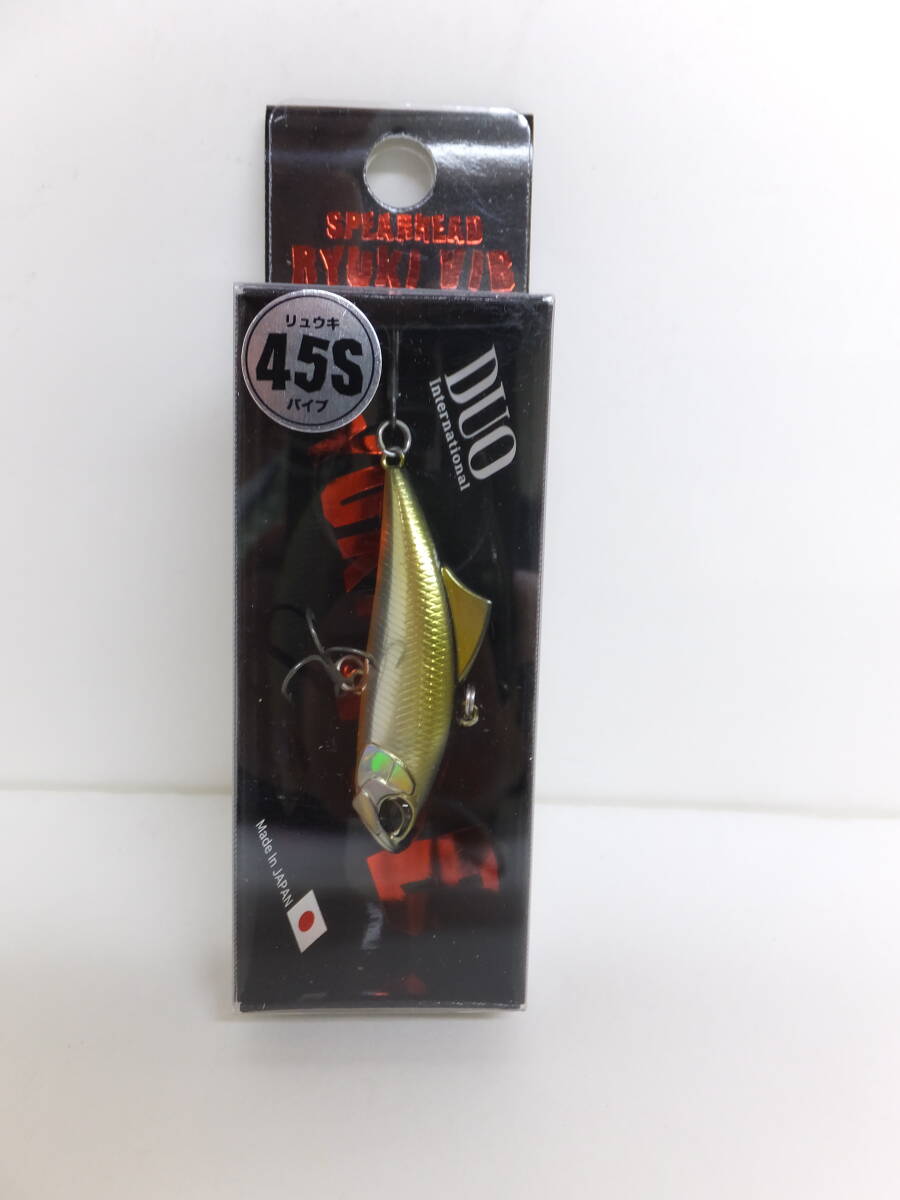 SPEARHEAD
RYUKI VIB
リュウキ
45S
バイブ
DUO
International
Made In JAPAN